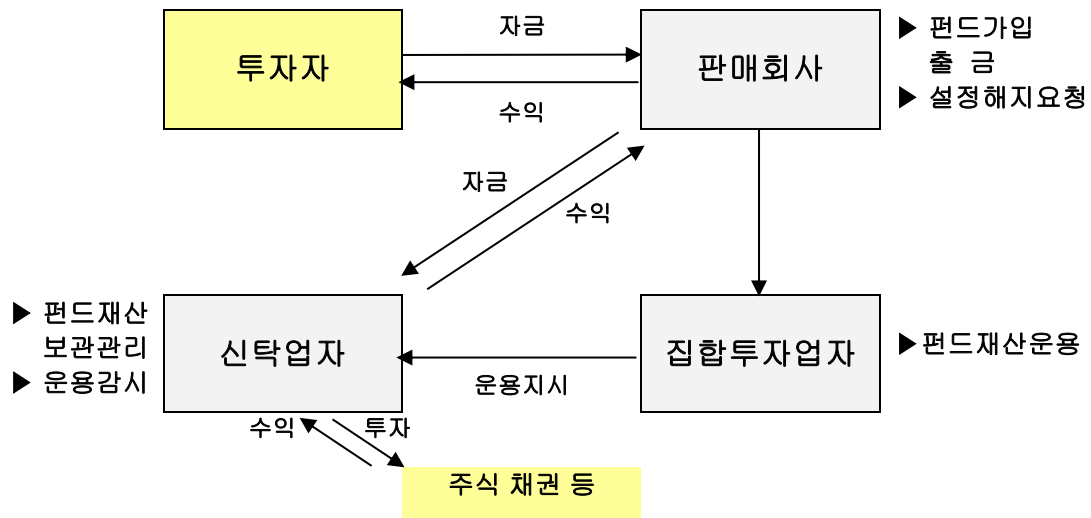 자금
투자자
판매회사
▶ 펀드가입
출 금
▶ 설정해지요청
수익
자금
수익
▶ 펀드재산
보관관리
▶ 운용감시
신탁업자
집합투자업자
▶펀드재산운용
운용지시
수익
투자
주식 채권 등